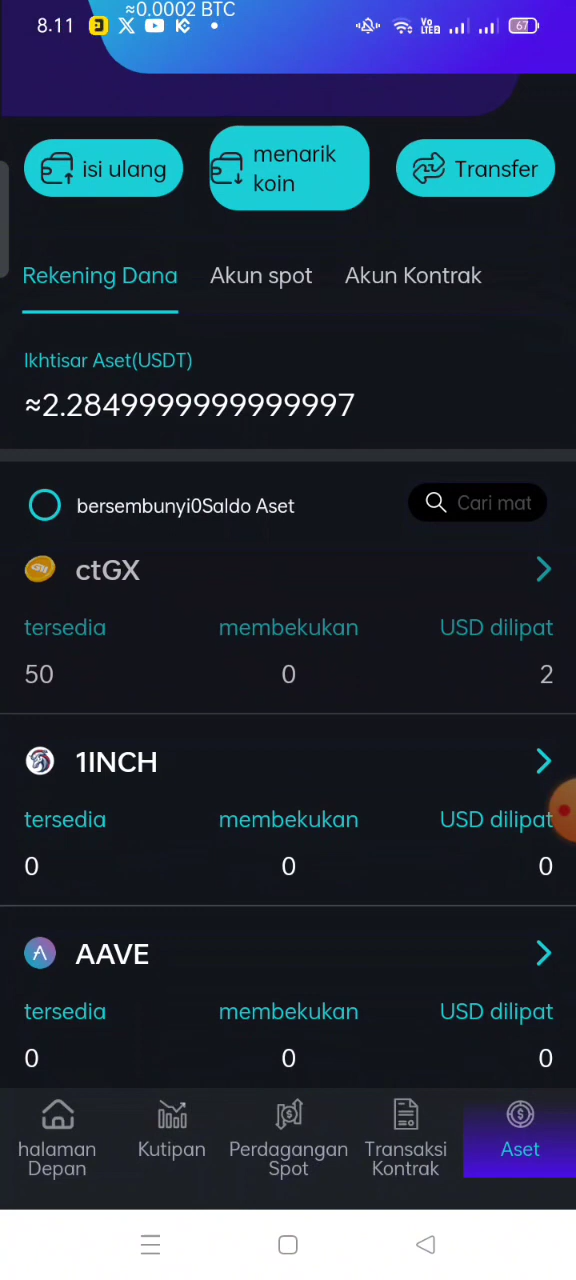 ≈0.0002 BTC
8.11
Vo
LTE2
67
isi ulang
menarik
koin
Transfer
Rekening Dana
Akun spot
Akun Kontrak
Ikhtisar Aset(USDT)
≈2.2849999999999997
bersembunyi0Saldo Aset
Cari mat
ctGX
tersedia
membekukan
USD dilipat
50
0
2
1INCH
tersedia
membekukan
USD dilipat
0
0
0
AAVE
tersedia
membekukan
USD dilipat
0
0
0
halaman
Depan
Kutipan
Perdagangan
Spot
Transaksi
Kontrak
Aset